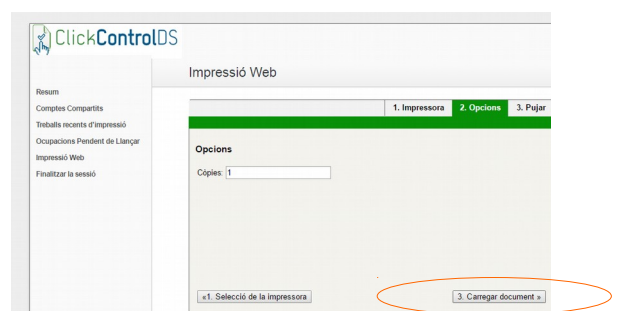 ClickControlDS
Impressió Web
Resum
Comptes Compartits
Treballs recents d'impressió
Ocupacions Pendent de Llançar
Impressió Web
Finalitzar la sessió
1. Impressora 2. Opcions 3. Pujar
Opcions
Còpies: 1
«1. Selecció de la impressora 3. Carregar document »